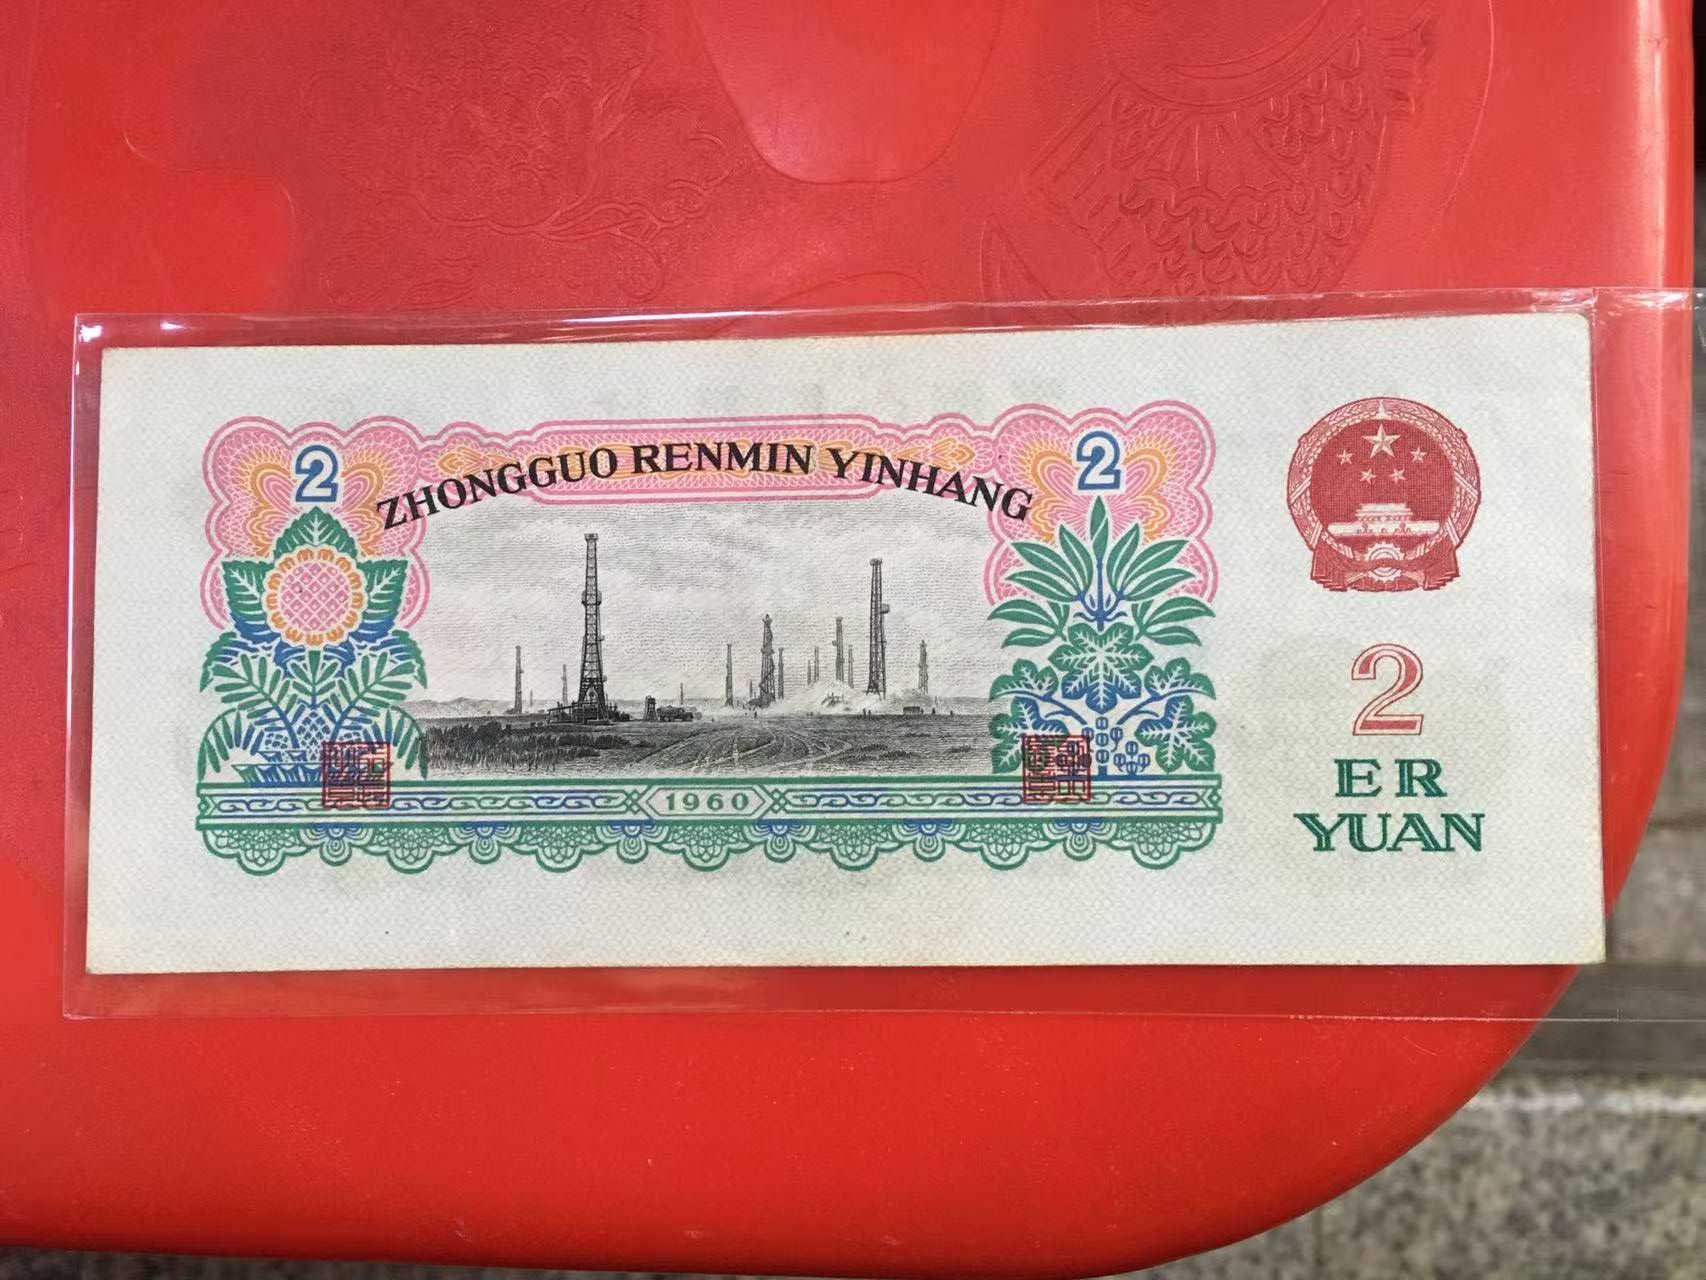 2
ZHONGGUO RENMIN YINHANG
2
1960
2
ER
YUAN